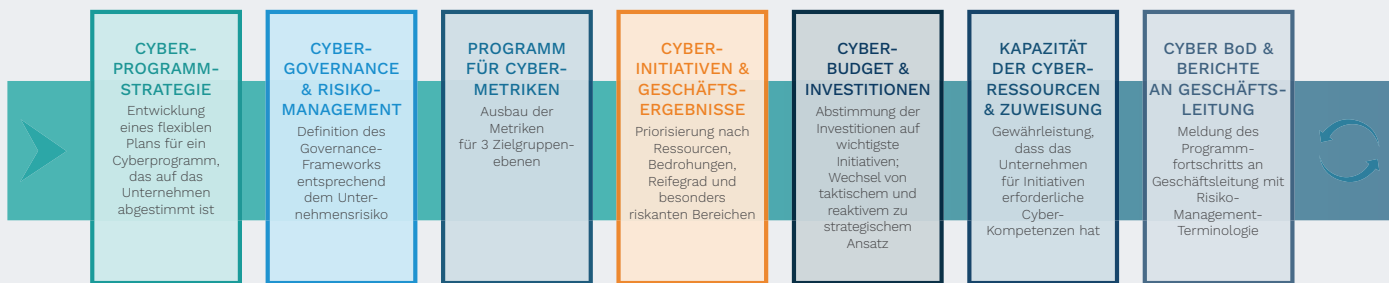 CYBER-
PROGRAMM-
STRATEGIE
Entwicklung
eines flexiblen
Plans für ein
Cyberprogramm,
das auf das
Unternehmen
abgestimmt ist
CYBER-
GOVERNANCE
& RISIKO-
MANAGEMENT
Definition des
Governance-
Frameworks
entsprechend
dem Unter-
nehmensrisiko
PROGRAMM
FÜR CYBER-
METRIKEN
Ausbau der
Metriken
für 3 Zielgruppen-
ebenen
CYBER-
INITIATIVEN &
GESCHÄFTS-
ERGEBNISSE
Priorisierung nach
Ressourcen,
Bedrohungen,
Reifegrad und
besonders
riskanten Bereichen
CYBER-
BUDGET &
INVESTITIONEN
Abstimmung der
Investitionen auf
wichtigste
Initiativen;
Wechsel von
taktischem und
reaktivem zu
strategischem
Ansatz
KAPAZITÄT
DER CYBER-
RESSOURCEN
& ZUWEISUNG
Gewährleistung,
dass das
Unternehmen
für Initiativen
erforderliche
Cyber-
Kompetenzen hat
CYBER BoD &
BERICHTE
AN GESCHÄFTS-
LEITUNG
Meldung des
Programm-
fortschritts an
Geschäftsleitung mit
Risiko-
Management-
Terminologie